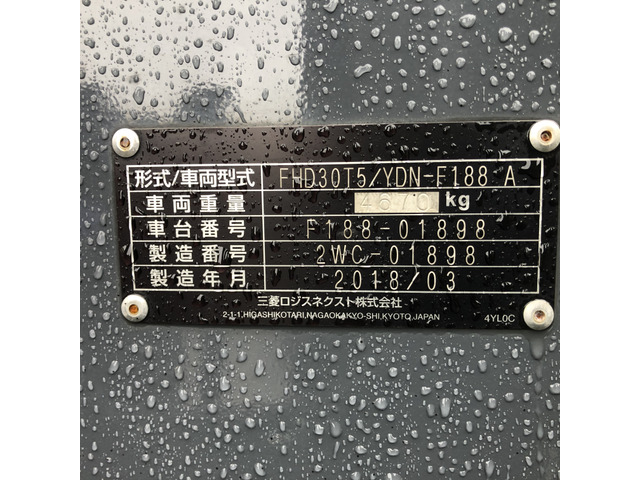 形式/車両型式 FHD30T5/YDN-F188 A
車両重量 4670 kg
車台番号 F188-01898
製造番号 2WC-01898
製造年月 2018/03
三菱ロジスネクスト株式会社
2-1-1,HIGASHIKOTARI,NAGAOKAKYO-SHI,KYOTO,JAPAN 4YL0C